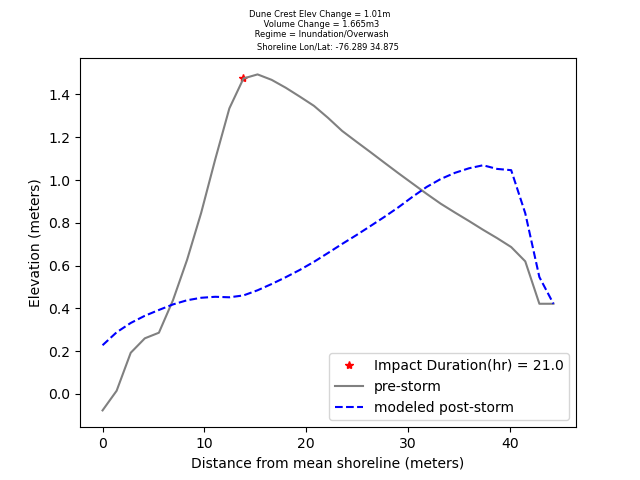 Dune Crest Elev Change = 1.01m
Volume Change = 1.665m3
Regime = Inundation/Overwash
Shoreline Lon/Lat: -76.289 34.875
1.4
1.2
1.0
0.8
0.6
0.4
0.2
0.0
Elevation (meters)
Impact Duration(hr) = 21.0
pre-storm
modeled post-storm
0 10 20 30 40
Distance from mean shoreline (meters)